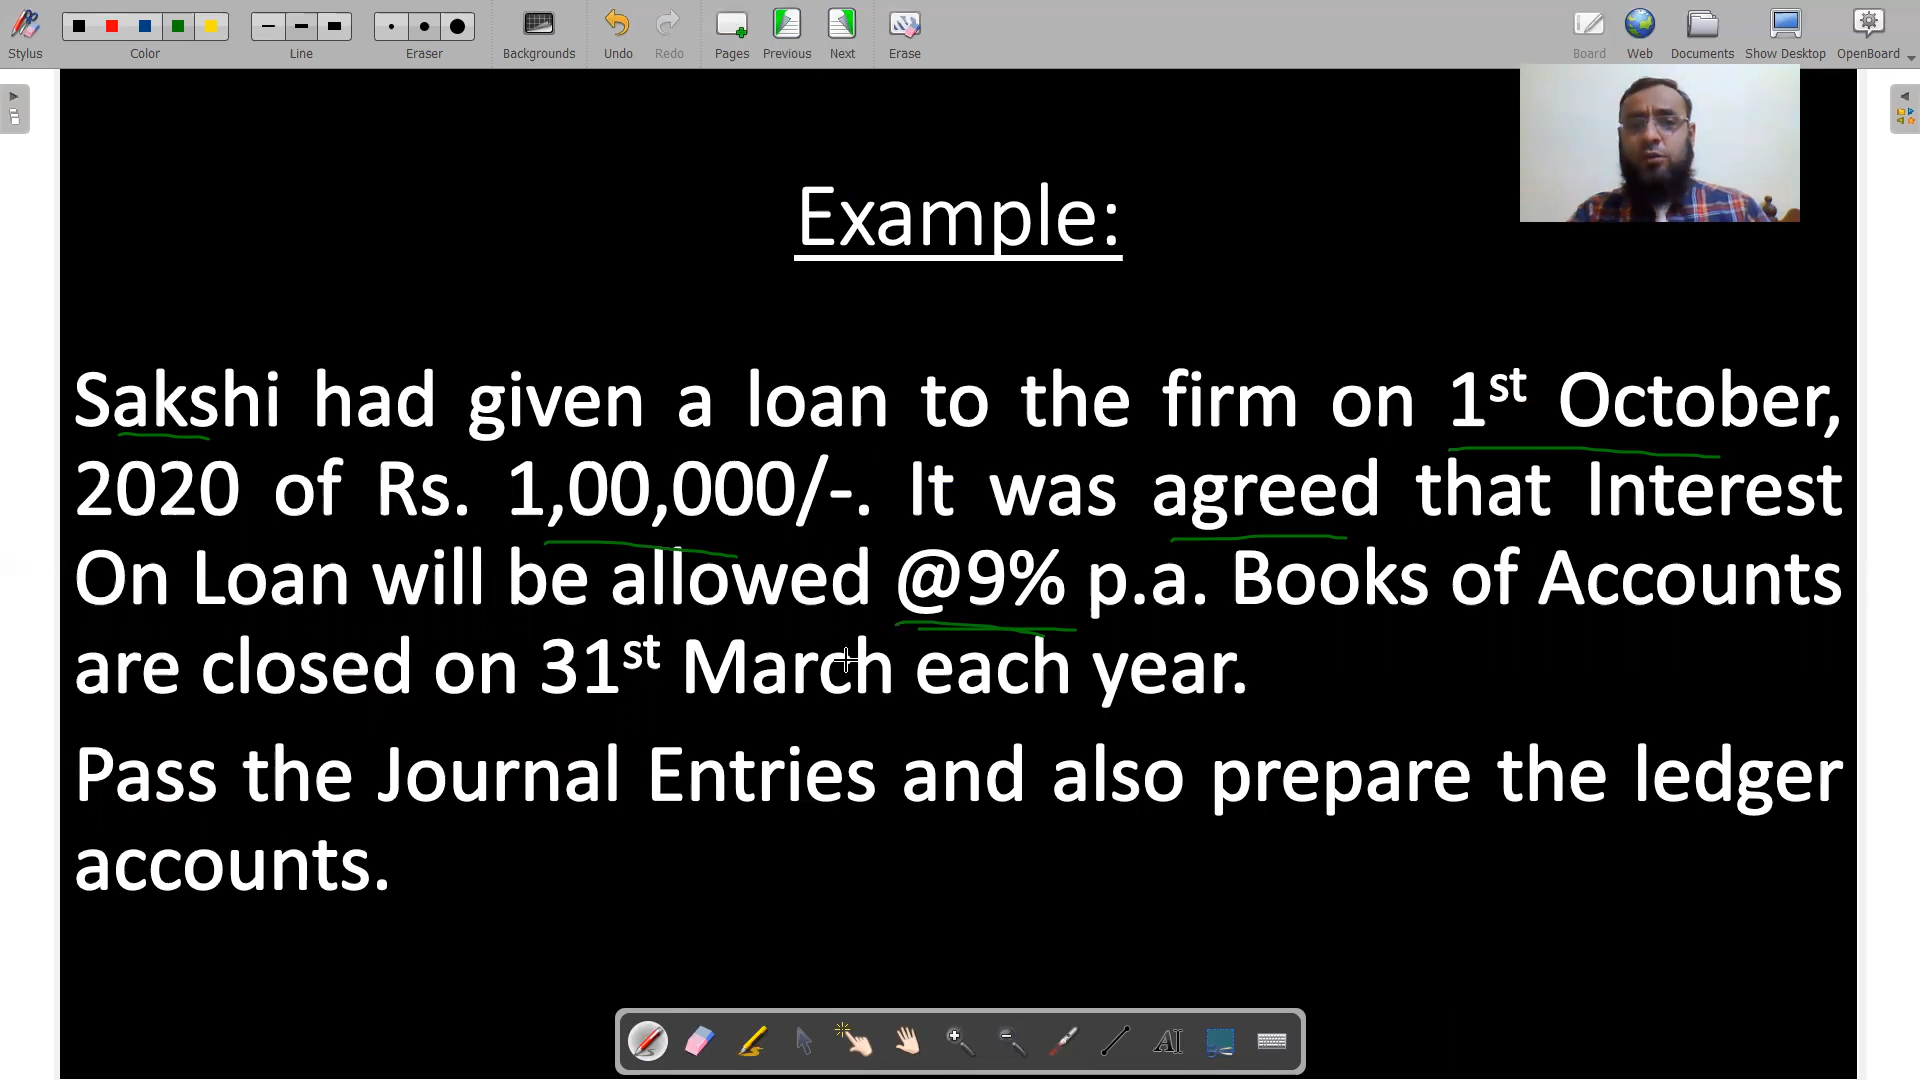 Stylus
Color
Line
Eraser
Backgrounds
Undo
Redo
Pages
Previous
Next
Erase
Board
Web
Documents
Show Desktop
OpenBoard
Example:
Sakshi had given a loan to the firm on 1st October,
2020 of Rs. 1,00,000/-. It was agreed that Interest
On Loan will be allowed @9% p.a. Books of Accounts
are closed on 31st March each year.
Pass the Journal Entries and also prepare the ledger
accounts.